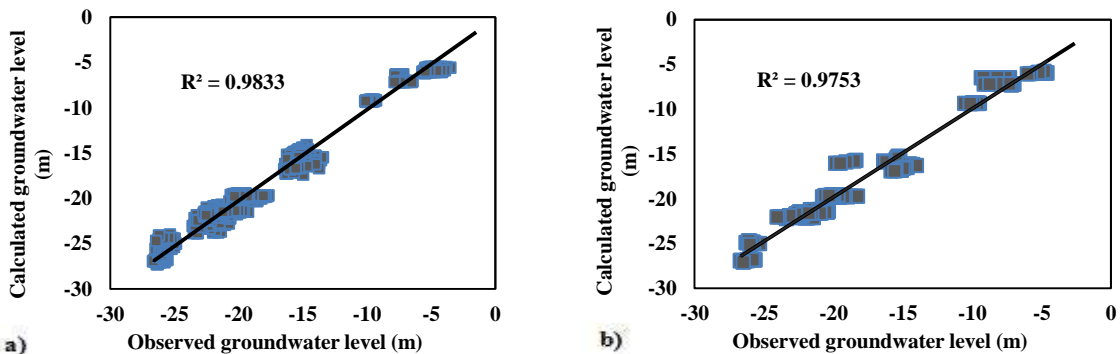 0
-5
-10
-15
-20
-25
-30
-30 -25 -20 -15 -10 -5 0
Calculated groundwater level
(m)
R² = 0.9833
Observed groundwater level (m)
a)
0
-5
-10
-15
-20
-25
-30
-30 -25 -20 -15 -10 -5 0
Calculated groundwater level
(m)
R² = 0.9753
Observed groundwater level (m)
b)